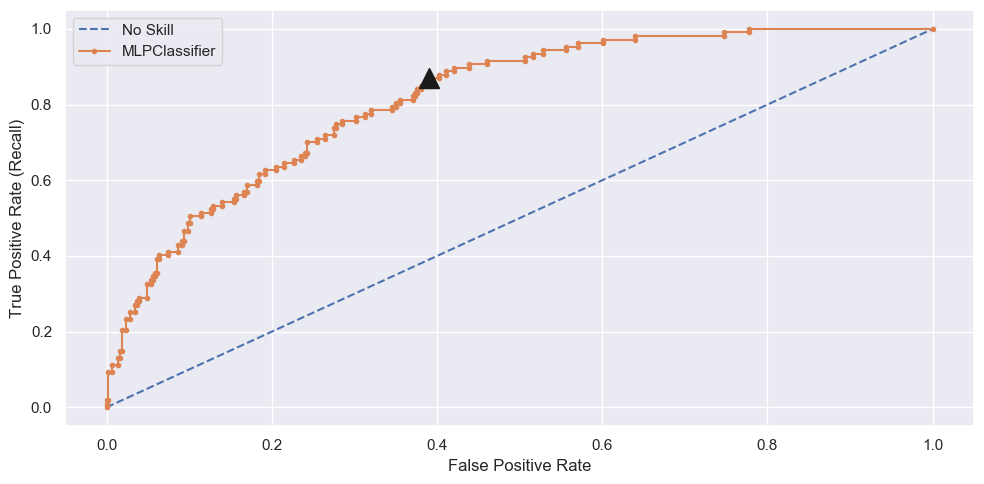 No Skill
MLPClassifier
True Positive Rate (Recall)
1.0
0.8
0.6
0.4
0.2
0.0
0.0 0.2 0.4 0.6 0.8 1.0
False Positive Rate